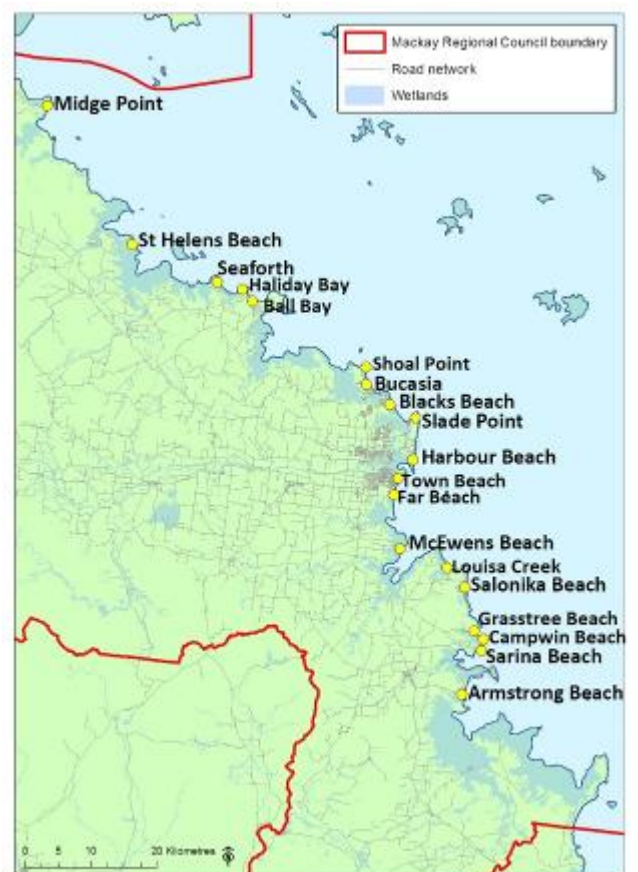 Mackay Regional Council boundary
Road network
Wetlands
Midge Point
St Helens Beach
Seaforth
Haliday Bay
Ball Bay
Shoal Point
Bucasia
Blacks Beach
Slade Point
Harbour Beach
Town Beach
Far Beach
McEwens Beach
Louisa Creek
Salonika Beach
Grasstree Beach
Campwin Beach
Sarina Beach
Armstrong Beach
0 5 10 20 Kilometres